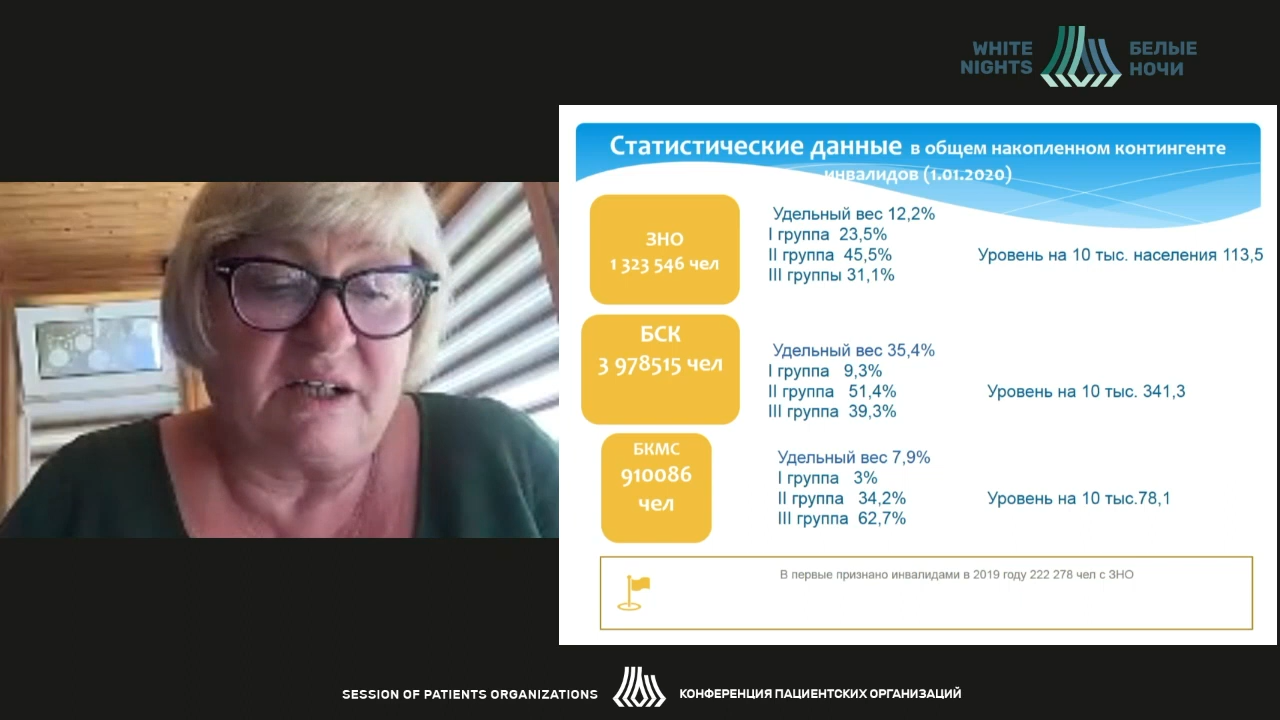 WHITE
NIGHTS
БЕЛЫЕ
НОЧИ
Статистические данные в общем накопленном контингенте
инвалидов (1.01.2020)
ЗНО
1 323 546 чел
Удельный вес 12,2%
I группа 23,5%
II группа 45,5%
III группы 31,1%
Уровень на 10 тыс. населения 113,5
БСК
3 978515 чел
Удельный вес 35,4%
I группа 9,3%
II группа 51,4%
III группа 39,3%
Уровень на 10 тыс. 341,3
БКМС
910086
чел
Удельный вес 7,9%
I группа 3%
II группа 34,2%
III группа 62,7%
Уровень на 10 тыс.78,1
В первые признано инвалидами в 2019 году 222 278 чел с ЗНО
SESSION OF PATIENTS ORGANIZATIONS
КОНФЕРЕНЦИЯ ПАЦИЕНТСКИХ ОРГАНИЗАЦИЙ